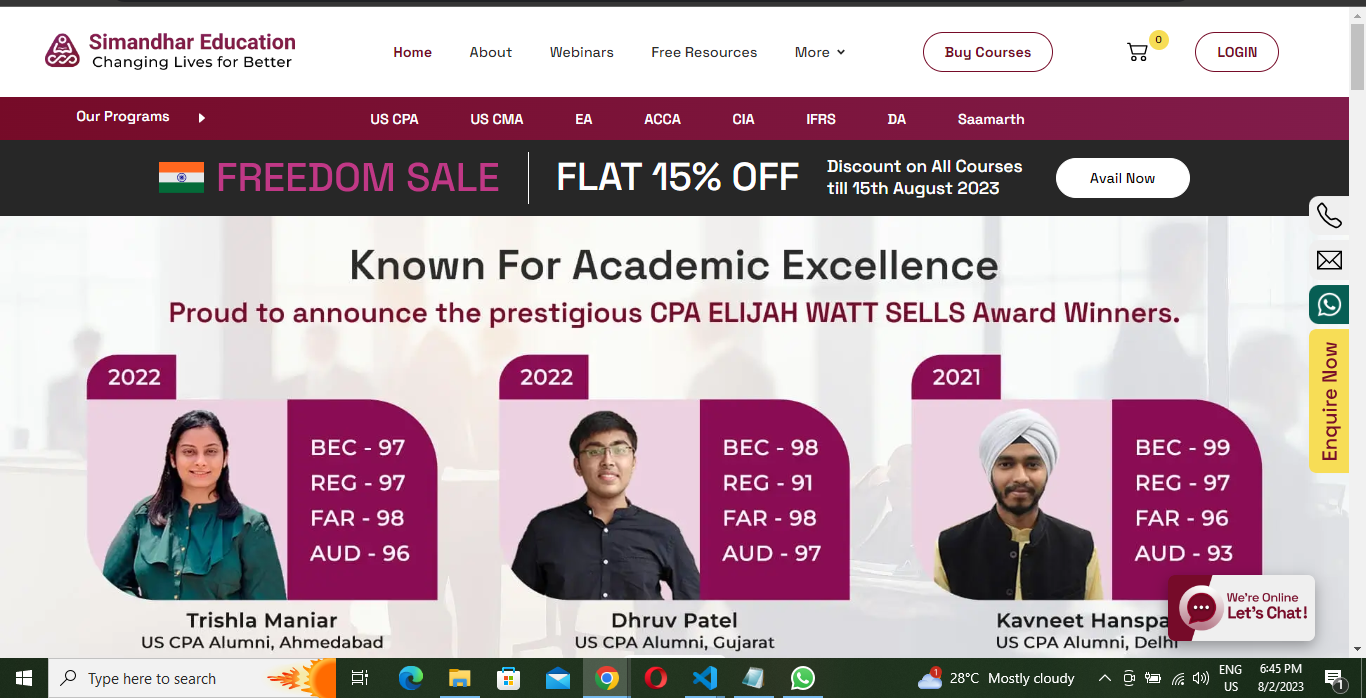 Simandhar Education
Changing Lives for Better
Home
About
Webinars
Free Resources
More
Buy Courses
0
LOGIN
Our Programs
US CPA
US CMA
EA
ACCA
CIA
IFRS
DA
Saamarth
FREEDOM SALE
FLAT 15% OFF
Discount on All Courses
till 15th August 2023
Avail Now
Known For Academic Excellence
Proud to announce the prestigious CPA ELIJAH WATT SELLS Award Winners.
Enquire Now
2022
BEC - 97
REG - 97
FAR - 98
AUD - 96
Trishla Maniar
US CPA Alumni, Ahmedabad
2022
BEC - 98
REG - 91
FAR - 98
AUD - 97
Dhruv Patel
US CPA Alumni, Gujarat
2021
BEC - 99
REG - 97
FAR - 96
AUD - 93
Kavneet Hanspa
US CPA Alumni, Delhi
We're Online
Let's Chat!
Type here to search
1
28°C Mostly cloudy
ENG
US
6:45 PM
8/2/2023
1